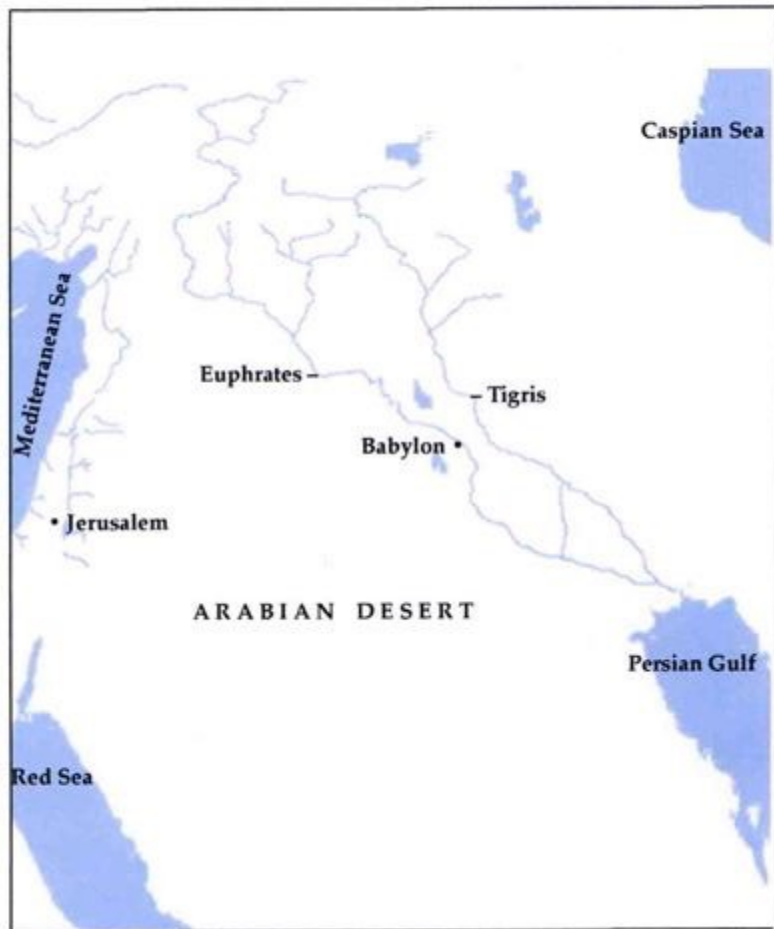 Caspian Sea
Mediterranean Sea
Euphrates
Tigris
Babylon
Jerusalem
ARABIAN DESERT
Persian Gulf
Red Sea